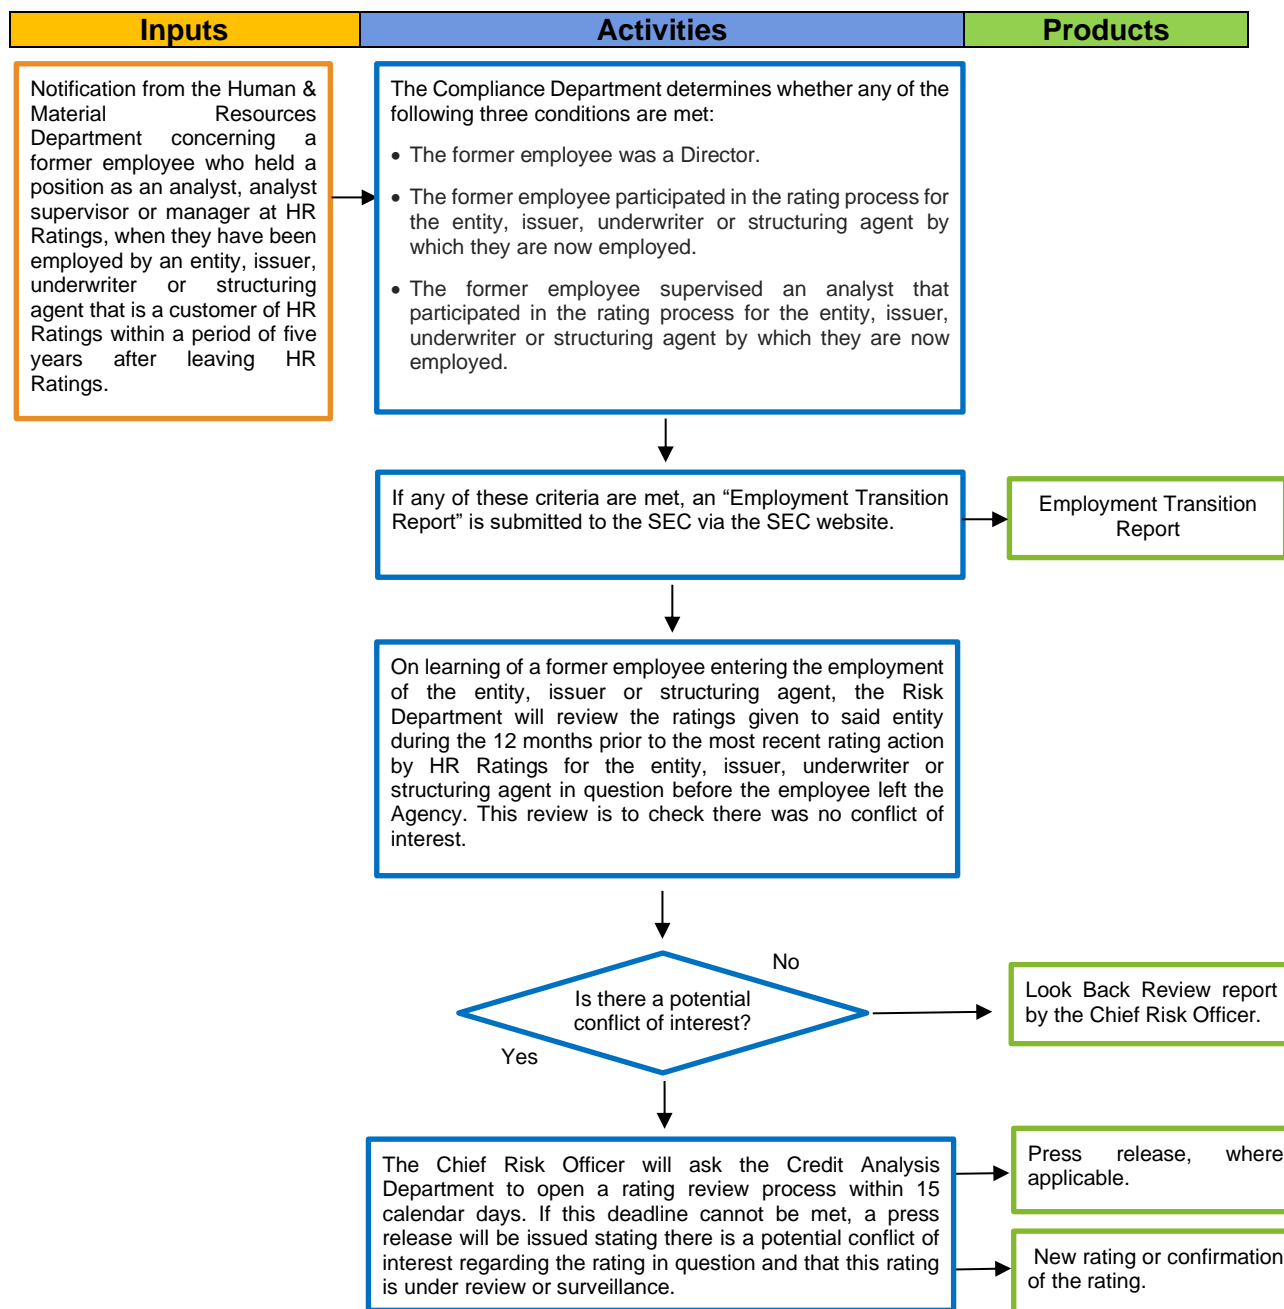 Inputs
Activities
Products
Notification from the Human &
Material Resources
Department concerning a
former employee who held a
position as an analyst, analyst
supervisor or manager at HR
Ratings, when they have been
employed by an entity, issuer,
underwriter or structuring
agent that is a customer of HR
Ratings within a period of five
years after leaving HR
Ratings.
The Compliance Department determines whether any of the
following three conditions are met:
• The former employee was a Director.
• The former employee participated in the rating process for
the entity, issuer, underwriter or structuring agent by
which they are now employed.
• The former employee supervised an analyst that
participated in the rating process for the entity, issuer,
underwriter or structuring agent by which they are now
employed.
If any of these criteria are met, an “Employment Transition
Report” is submitted to the SEC via the SEC website.
Employment Transition
Report
On learning of a former employee entering the employment
of the entity, issuer or structuring agent, the Risk
Department will review the ratings given to said entity
during the 12 months prior to the most recent rating action
by HR Ratings for the entity, issuer, underwriter or
structuring agent in question before the employee left the
Agency. This review is to check there was no conflict of
interest.
Is there a potential
conflict of interest?
No
Yes
Look Back Review report
by the Chief Risk Officer.
The Chief Risk Officer will ask the Credit Analysis
Department to open a rating review process within 15
calendar days. If this deadline cannot be met, a press
release will be issued stating there is a potential conflict of
interest regarding the rating in question and that this rating
is under review or surveillance.
Press release, where
applicable.
New rating or confirmation
of the rating.